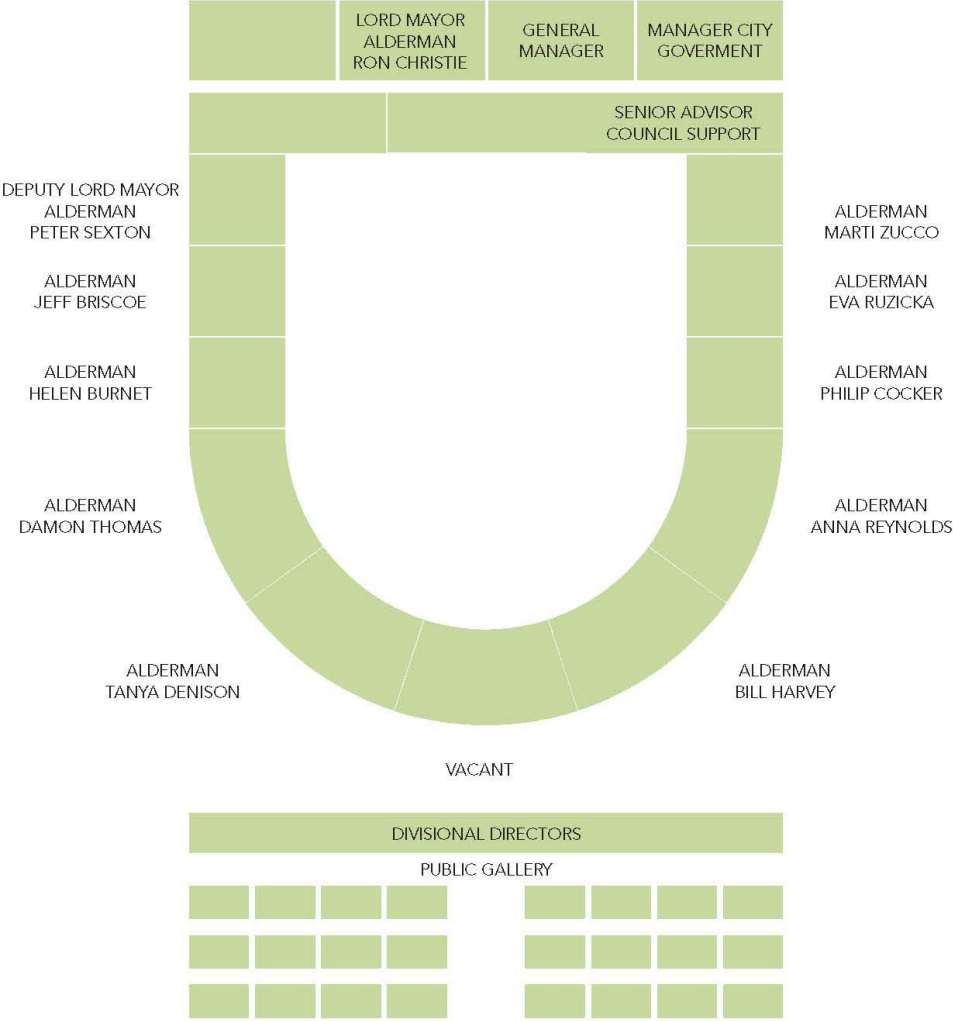 LORD MAYOR
ALDERMAN
RON CHRISTIE
GENERAL
MANAGER
MANAGER CITY
GOVERMENT
SENIOR ADVISOR
COUNCIL SUPPORT
DEPUTY LORD MAYOR
ALDERMAN
PETER SEXTON
ALDERMAN
MARTI ZUCCO
ALDERMAN
JEFF BRISCOE
ALDERMAN
EVA RUZICKA
ALDERMAN
HELEN BURNET
ALDERMAN
PHILIP COCKER
ALDERMAN
DAMON THOMAS
ALDERMAN
ANNA REYNOLDS
ALDERMAN
TANYA DENISON
ALDERMAN
BILL HARVEY
VACANT
DIVISIONAL DIRECTORS
PUBLIC GALLERY